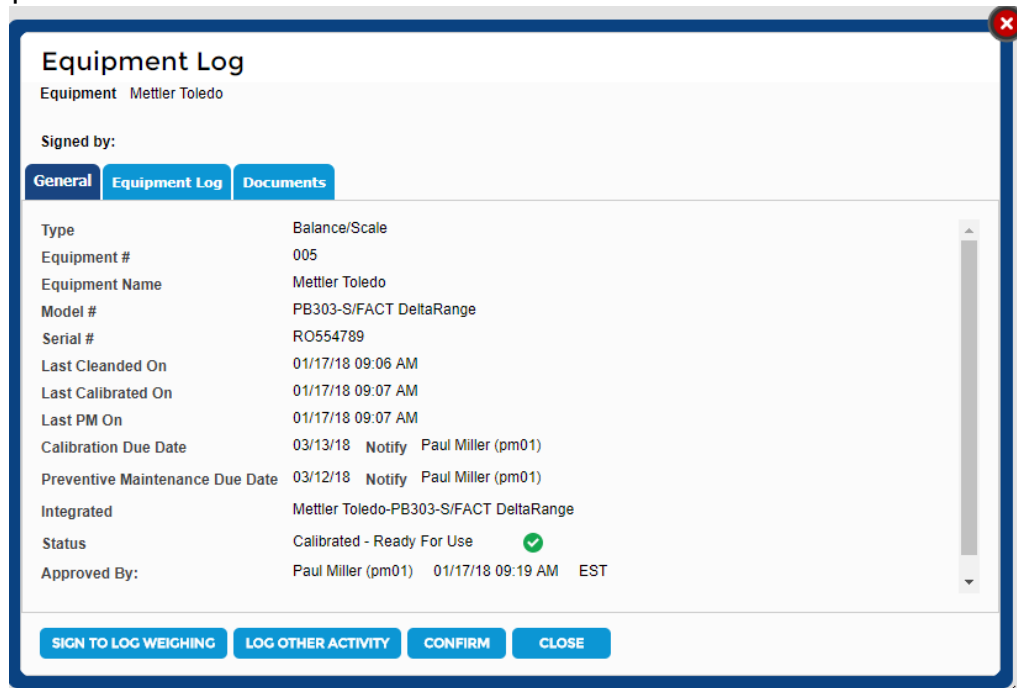 Equipment Log
Equipment Mettler Toledo
Signed by:
General Equipment Log Documents
Type Balance/Scale
Equipment # 005
Equipment Name Mettler Toledo
Model # PB303-S/FACT DeltaRange
Serial # RO554789
Last Cleanded On 01/17/18 09:06 AM
Last Calibrated On 01/17/18 09:07 AM
Last PM On 01/17/18 09:07 AM
Calibration Due Date 03/13/18 Notify Paul Miller (pm01)
Preventive Maintenance Due Date 03/12/18 Notify Paul Miller (pm01)
Integrated Mettler Toledo-PB303-S/FACT DeltaRange
Status Calibrated - Ready For Use
Approved By: Paul Miller (pm01) 01/17/18 09:19 AM EST
SIGN TO LOG WEIGHING LOG OTHER ACTIVITY CONFIRM CLOSE